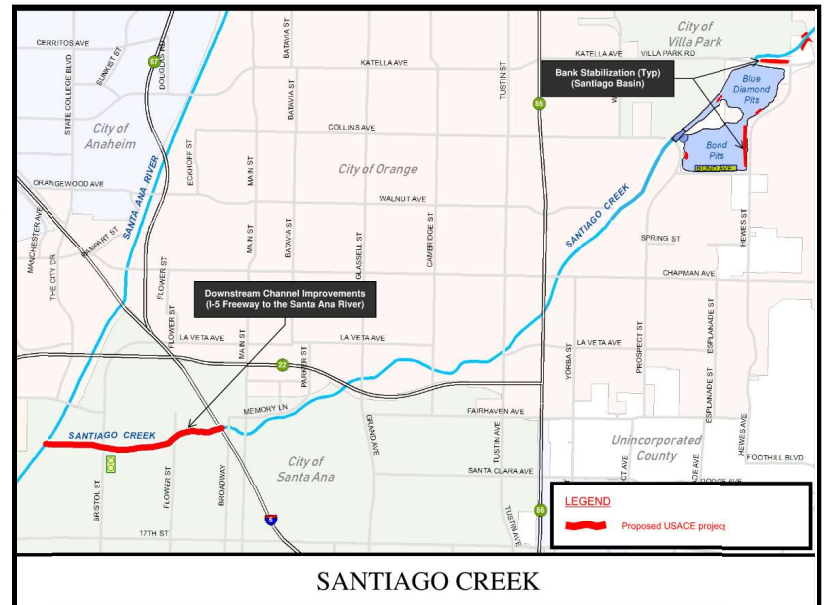 City of
Villa Park
CERRITOS AVE
SUNKIST ST
STATE COLLEGE BLVD
DOUGLAS RD
57
BATAVIA ST
KATELLA AVE
TUSTIN ST
KATELLA AVE
VILLA PARK RD
Bank Stabilization (Typ)
(Santiago Basin)
Blue
Diamond
Pits
55
City of
Anaheim
ECKHOFF ST
MAIN ST
BATAVIA ST
COLLINS AVE
Bond
Pits
BOND AVE
City of Orange
ORANGEWOOD AVE
SANTA ANA RIVER
WALNUT AVE
SANTIAGO CREEK
MANCHESTER AVE
THE CITY DR
RAMPART ST
MAIN ST
BATAVIA ST
GLASSELL ST
CAMBRIDGE ST
SPRING ST
HEWES ST
FLOWER ST
CHAPMAN AVE
Downstream Channel Improvements
(I-5 Freeway to the Santa Ana River)
FLOWER ST
LA VETA AVE
MAIN ST
LA VETA AVE
22
PARKER ST
YORBA ST
LA VETA AVE
PROSPECT ST
ESPLANADE ST
ESPLANADE ST
MEMORY LN
FAIRHAVEN AVE
SANTIAGO CREEK
BRISTOL ST
FLOWER ST
BROADWAY
GRAND AVE
TUSTIN AVE
Unincorporated
County
HEWES AVE
City of
Santa Ana
SANTA CLARA AVE
FOOTHILL BLVD
TUSTIN AVE
55
5
17TH ST
LEGEND
Proposed USACE projec
SANTIAGO CREEK